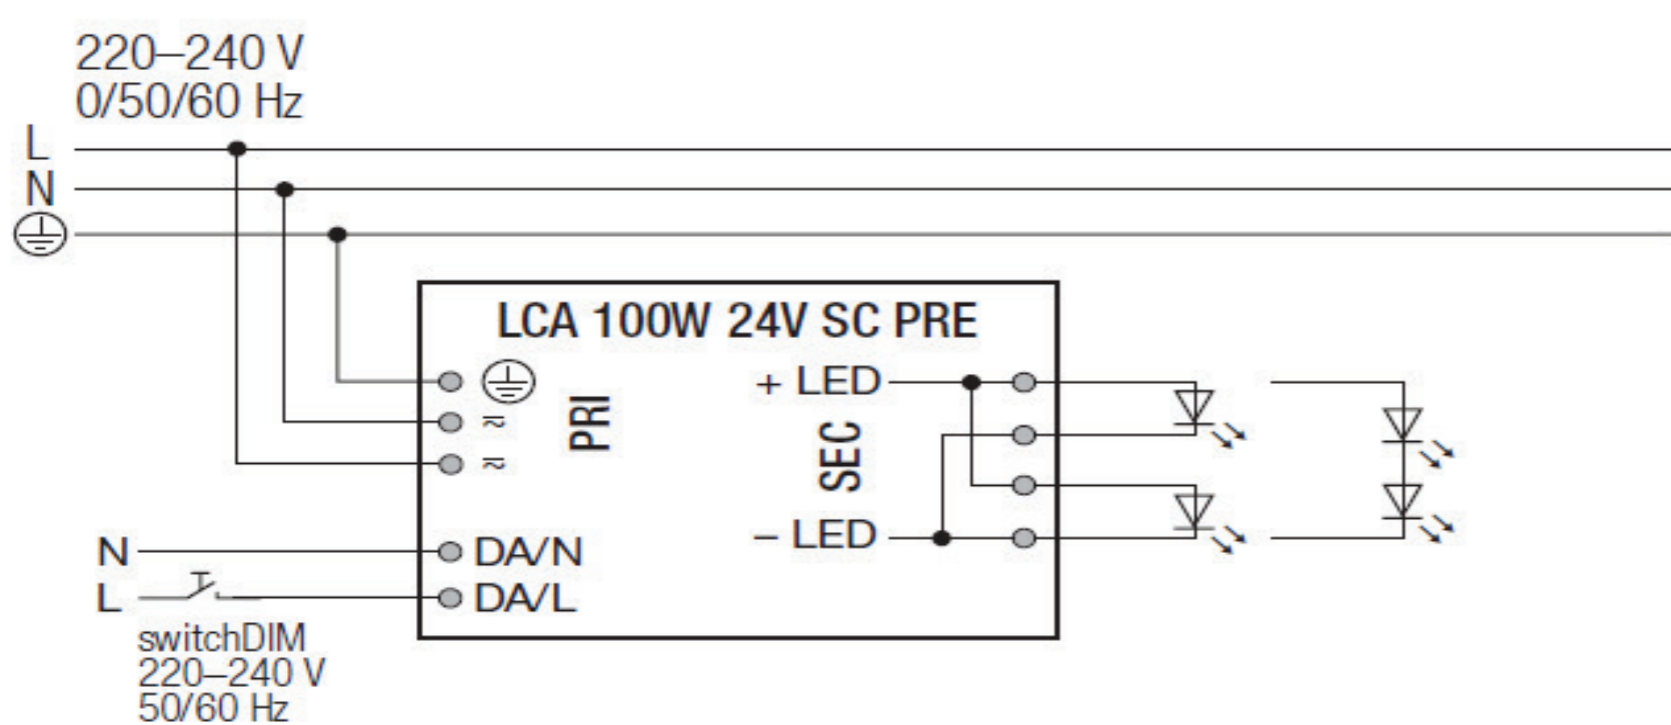 220–240 V
0/50/60 Hz
L
N
LCA 100W 24V SC PRE
≈
≈
PRI
+ LED
SEC
– LED
N
DA/N
L
DA/L
switchDIM
220–240 V
50/60 Hz